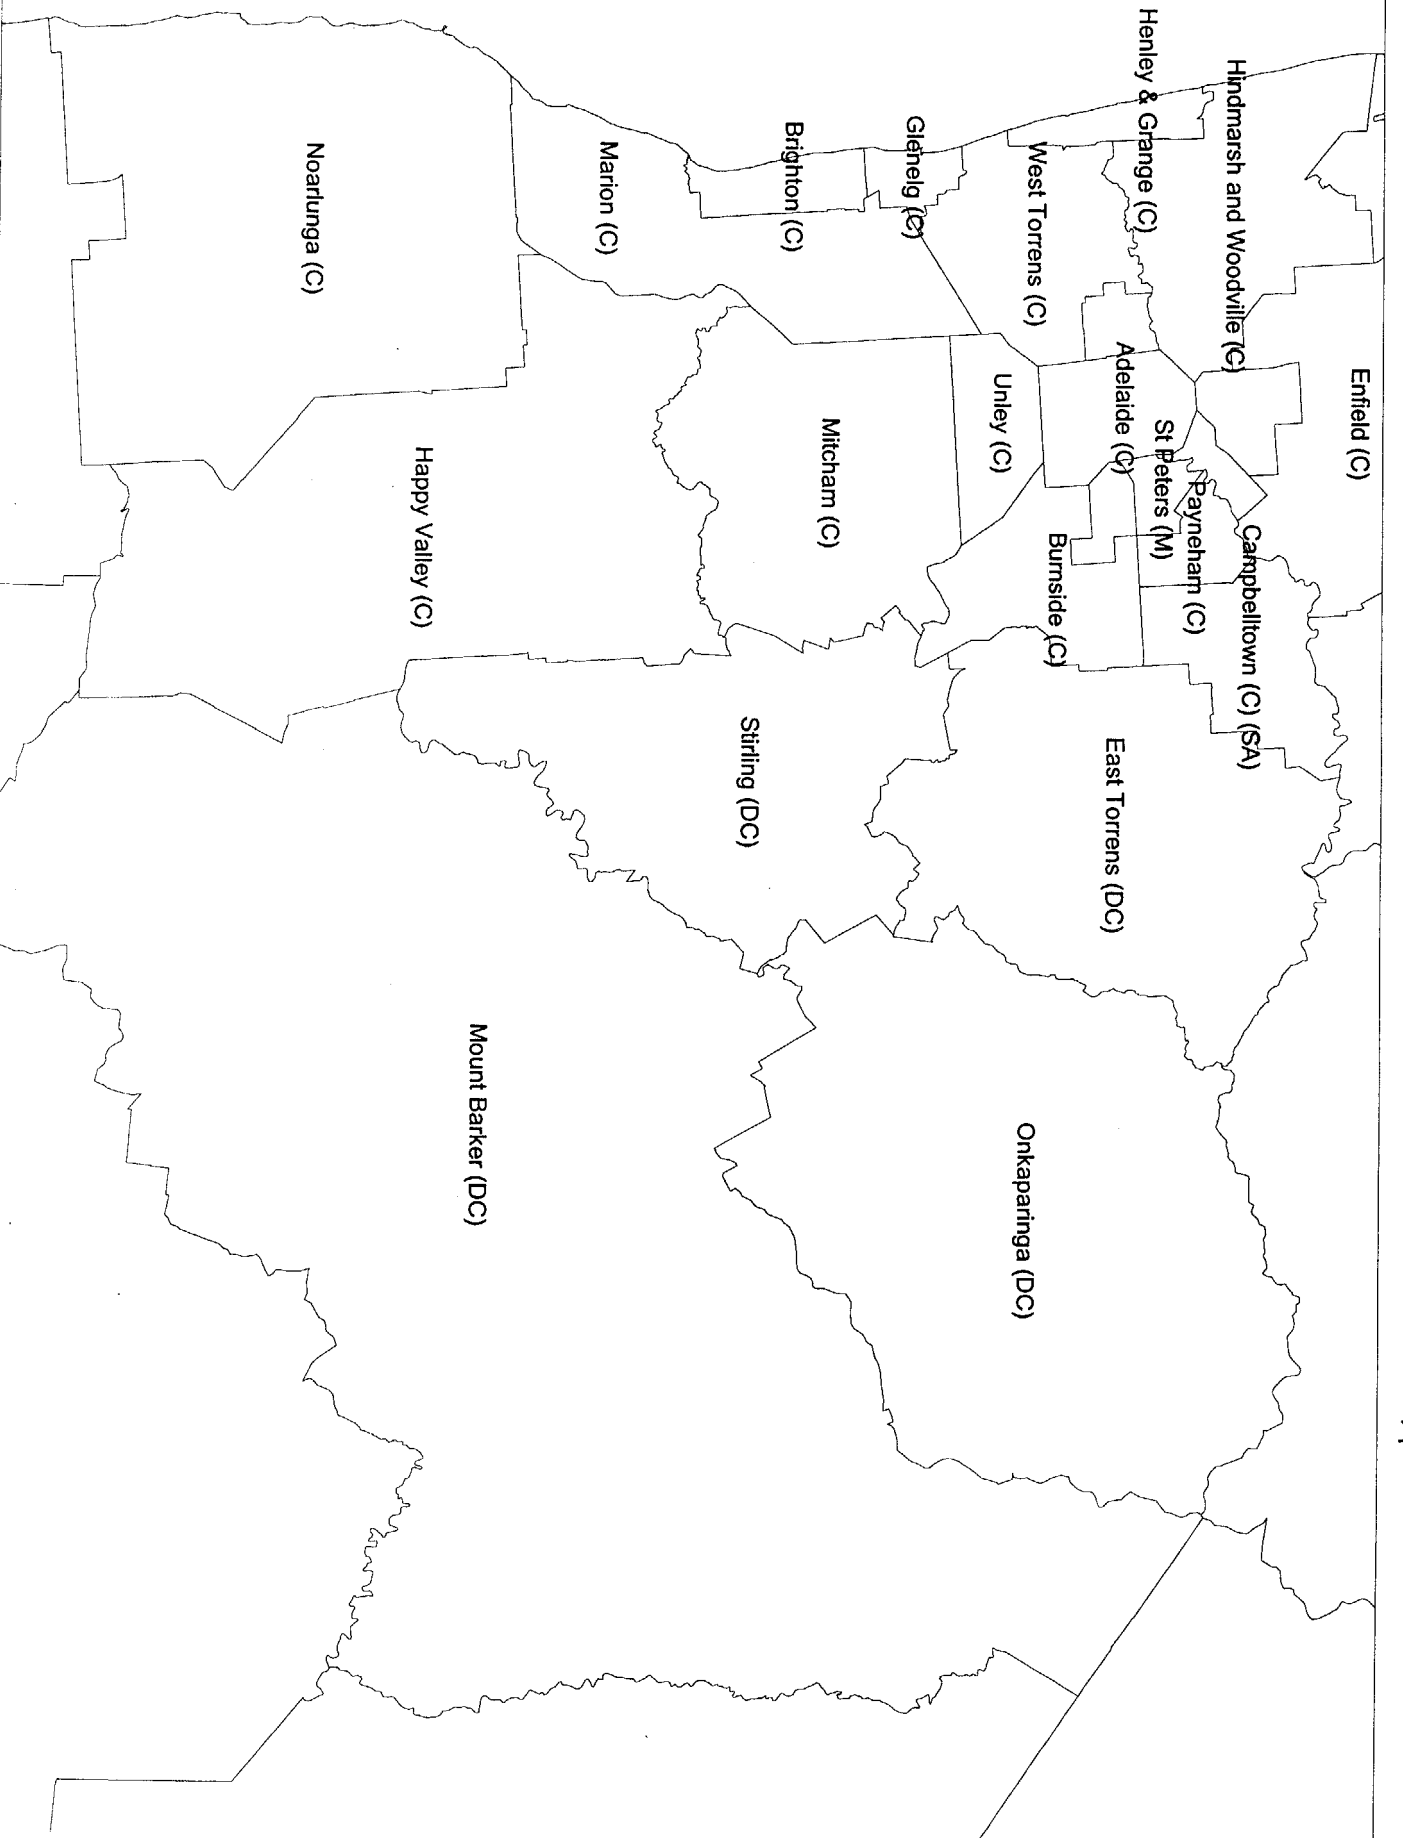 Enfield (C)
Hindmarsh and Woodville (C)
Campbelltown (C) (SA)
Payneham (C)
St Peters (M)
Henley & Grange (C)
Adelaide (C)
East Torrens (DC)
Burnside (C)
West Torrens (C)
Onkaparinga (DC)
Unley (C)
Glenelg (C)
Mitcham (C)
Brighton (C)
Stirling (DC)
Marion (C)
Mount Barker (DC)
Happy Valley (C)
Noarlunga (C)